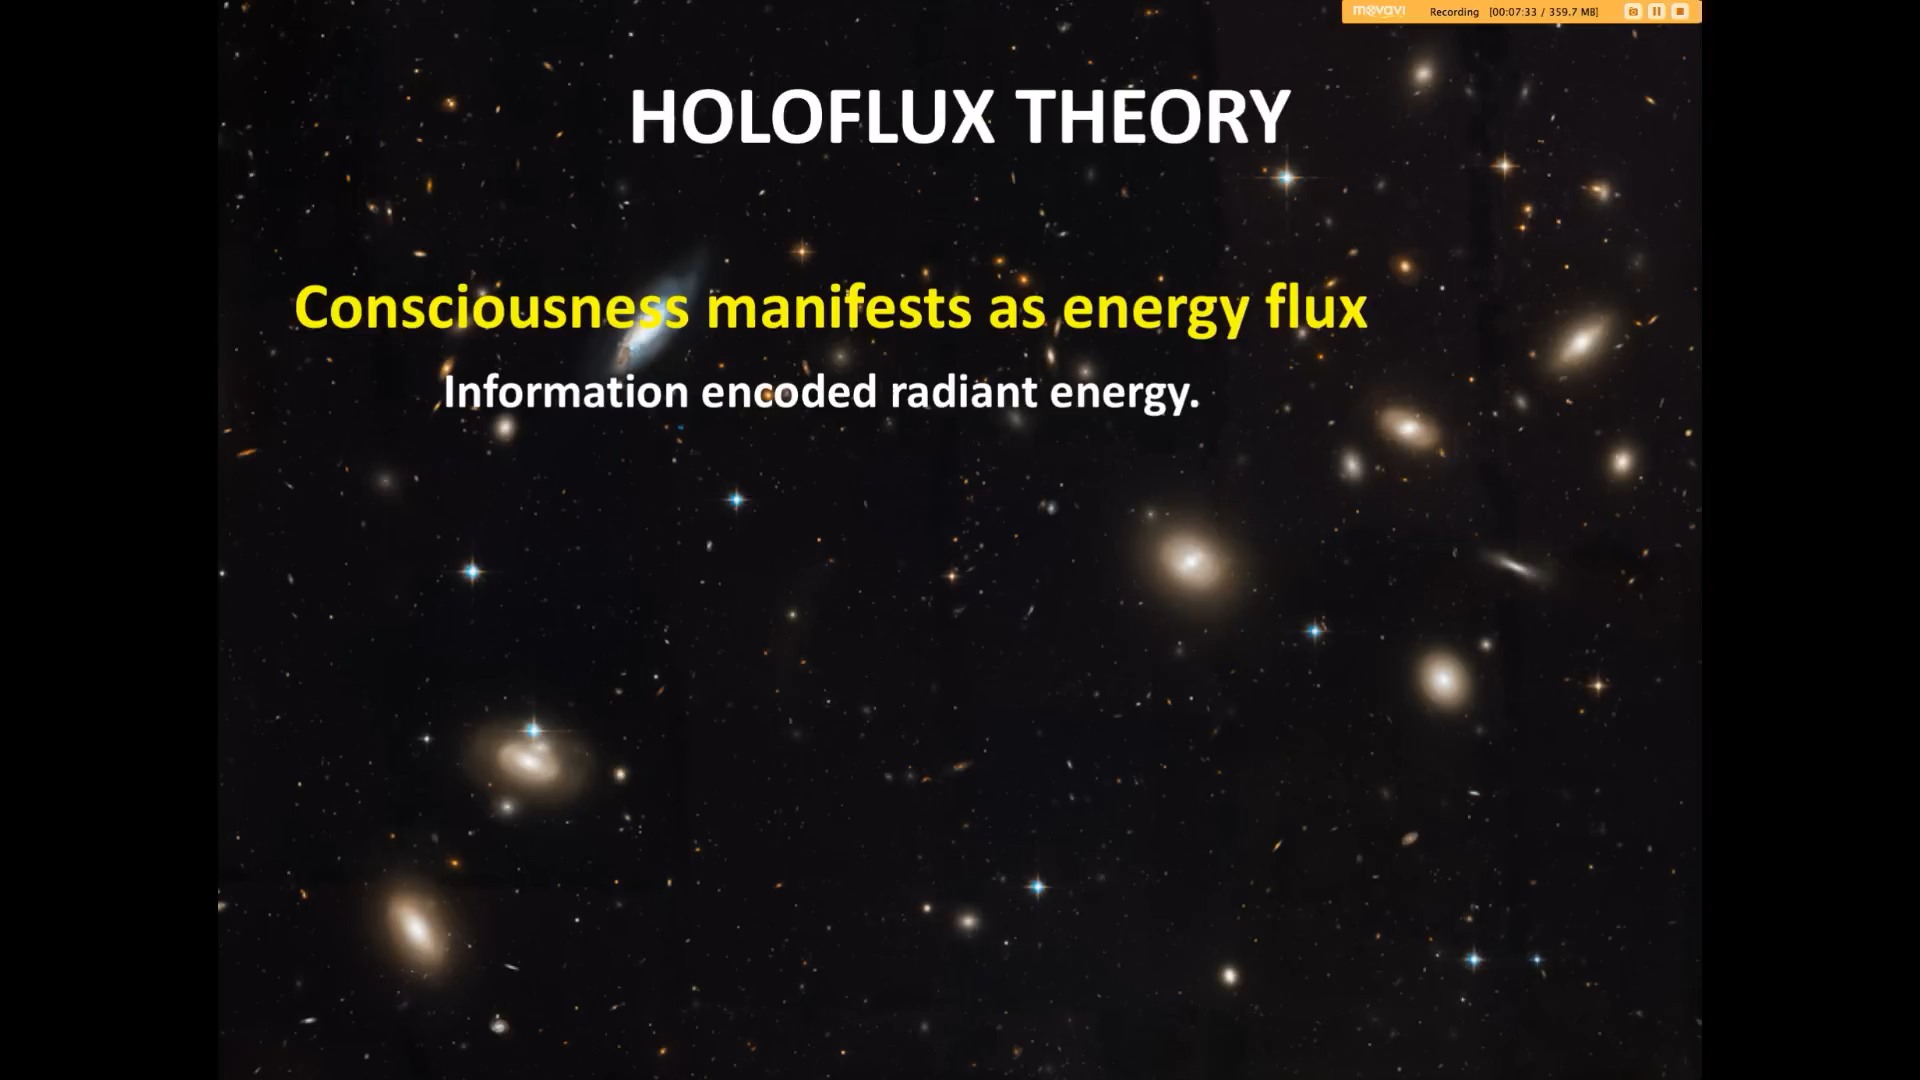 movavi Recording [00:07:33 / 359.7 MB]
HOLOFLUX THEORY
Consciousness manifests as energy flux
Information encoded radiant energy.